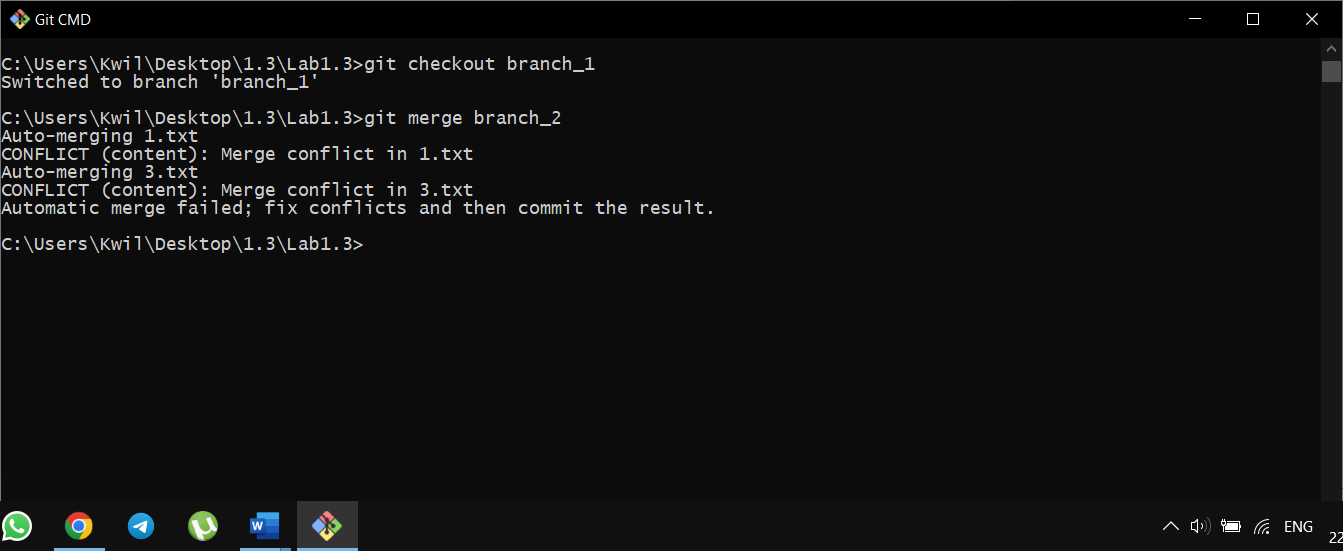 Git CMD
C:\Users\Kwil\Desktop\1.3\Lab1.3>git checkout branch_1
Switched to branch 'branch_1'
C:\Users\Kwil\Desktop\1.3\Lab1.3>git merge branch_2
Auto-merging 1.txt
CONFLICT (content): Merge conflict in 1.txt
Auto-merging 3.txt
CONFLICT (content): Merge conflict in 3.txt
Automatic merge failed; fix conflicts and then commit the result.
C:\Users\Kwil\Desktop\1.3\Lab1.3>
W
ENG
22